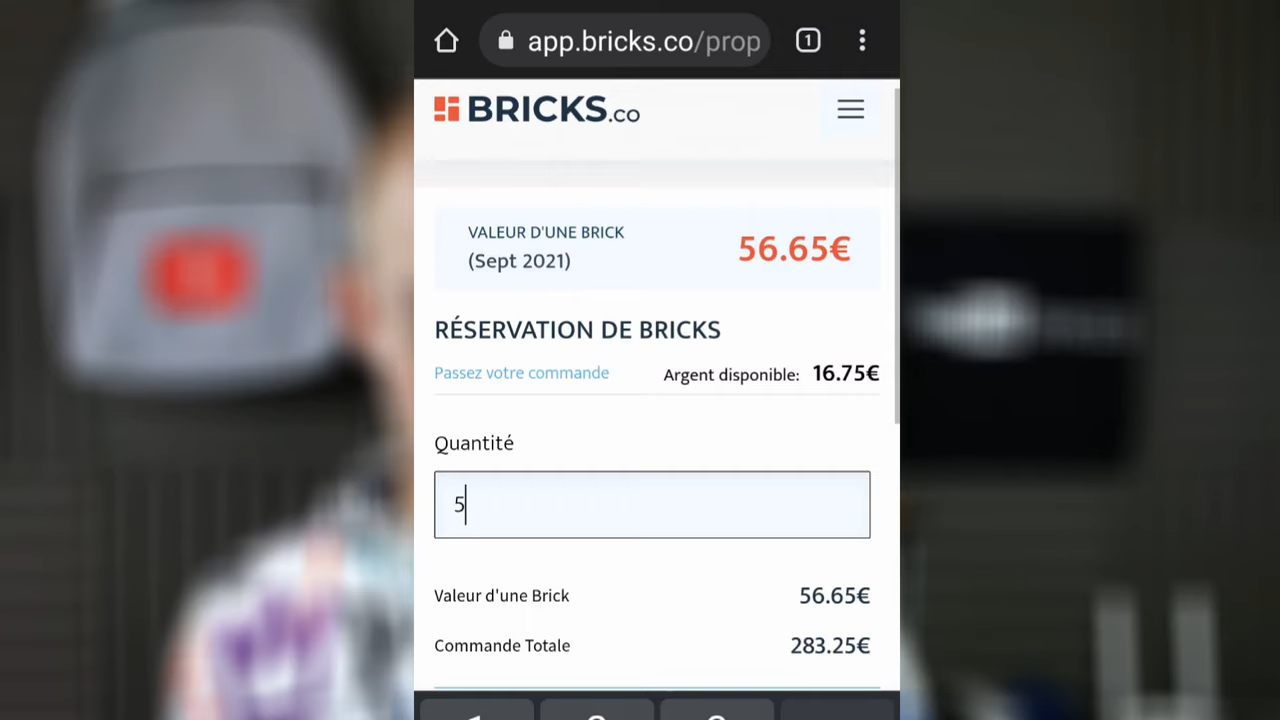 app.bricks.co/prop
1
BRICKS.co
VALEUR D'UNE BRICK
(Sept 2021)
56.65€
RÉSERVATION DE BRICKS
Passez votre commande
Argent disponible: 16.75€
Quantité
5
Valeur d'une Brick
56.65€
Commande Totale
283.25€